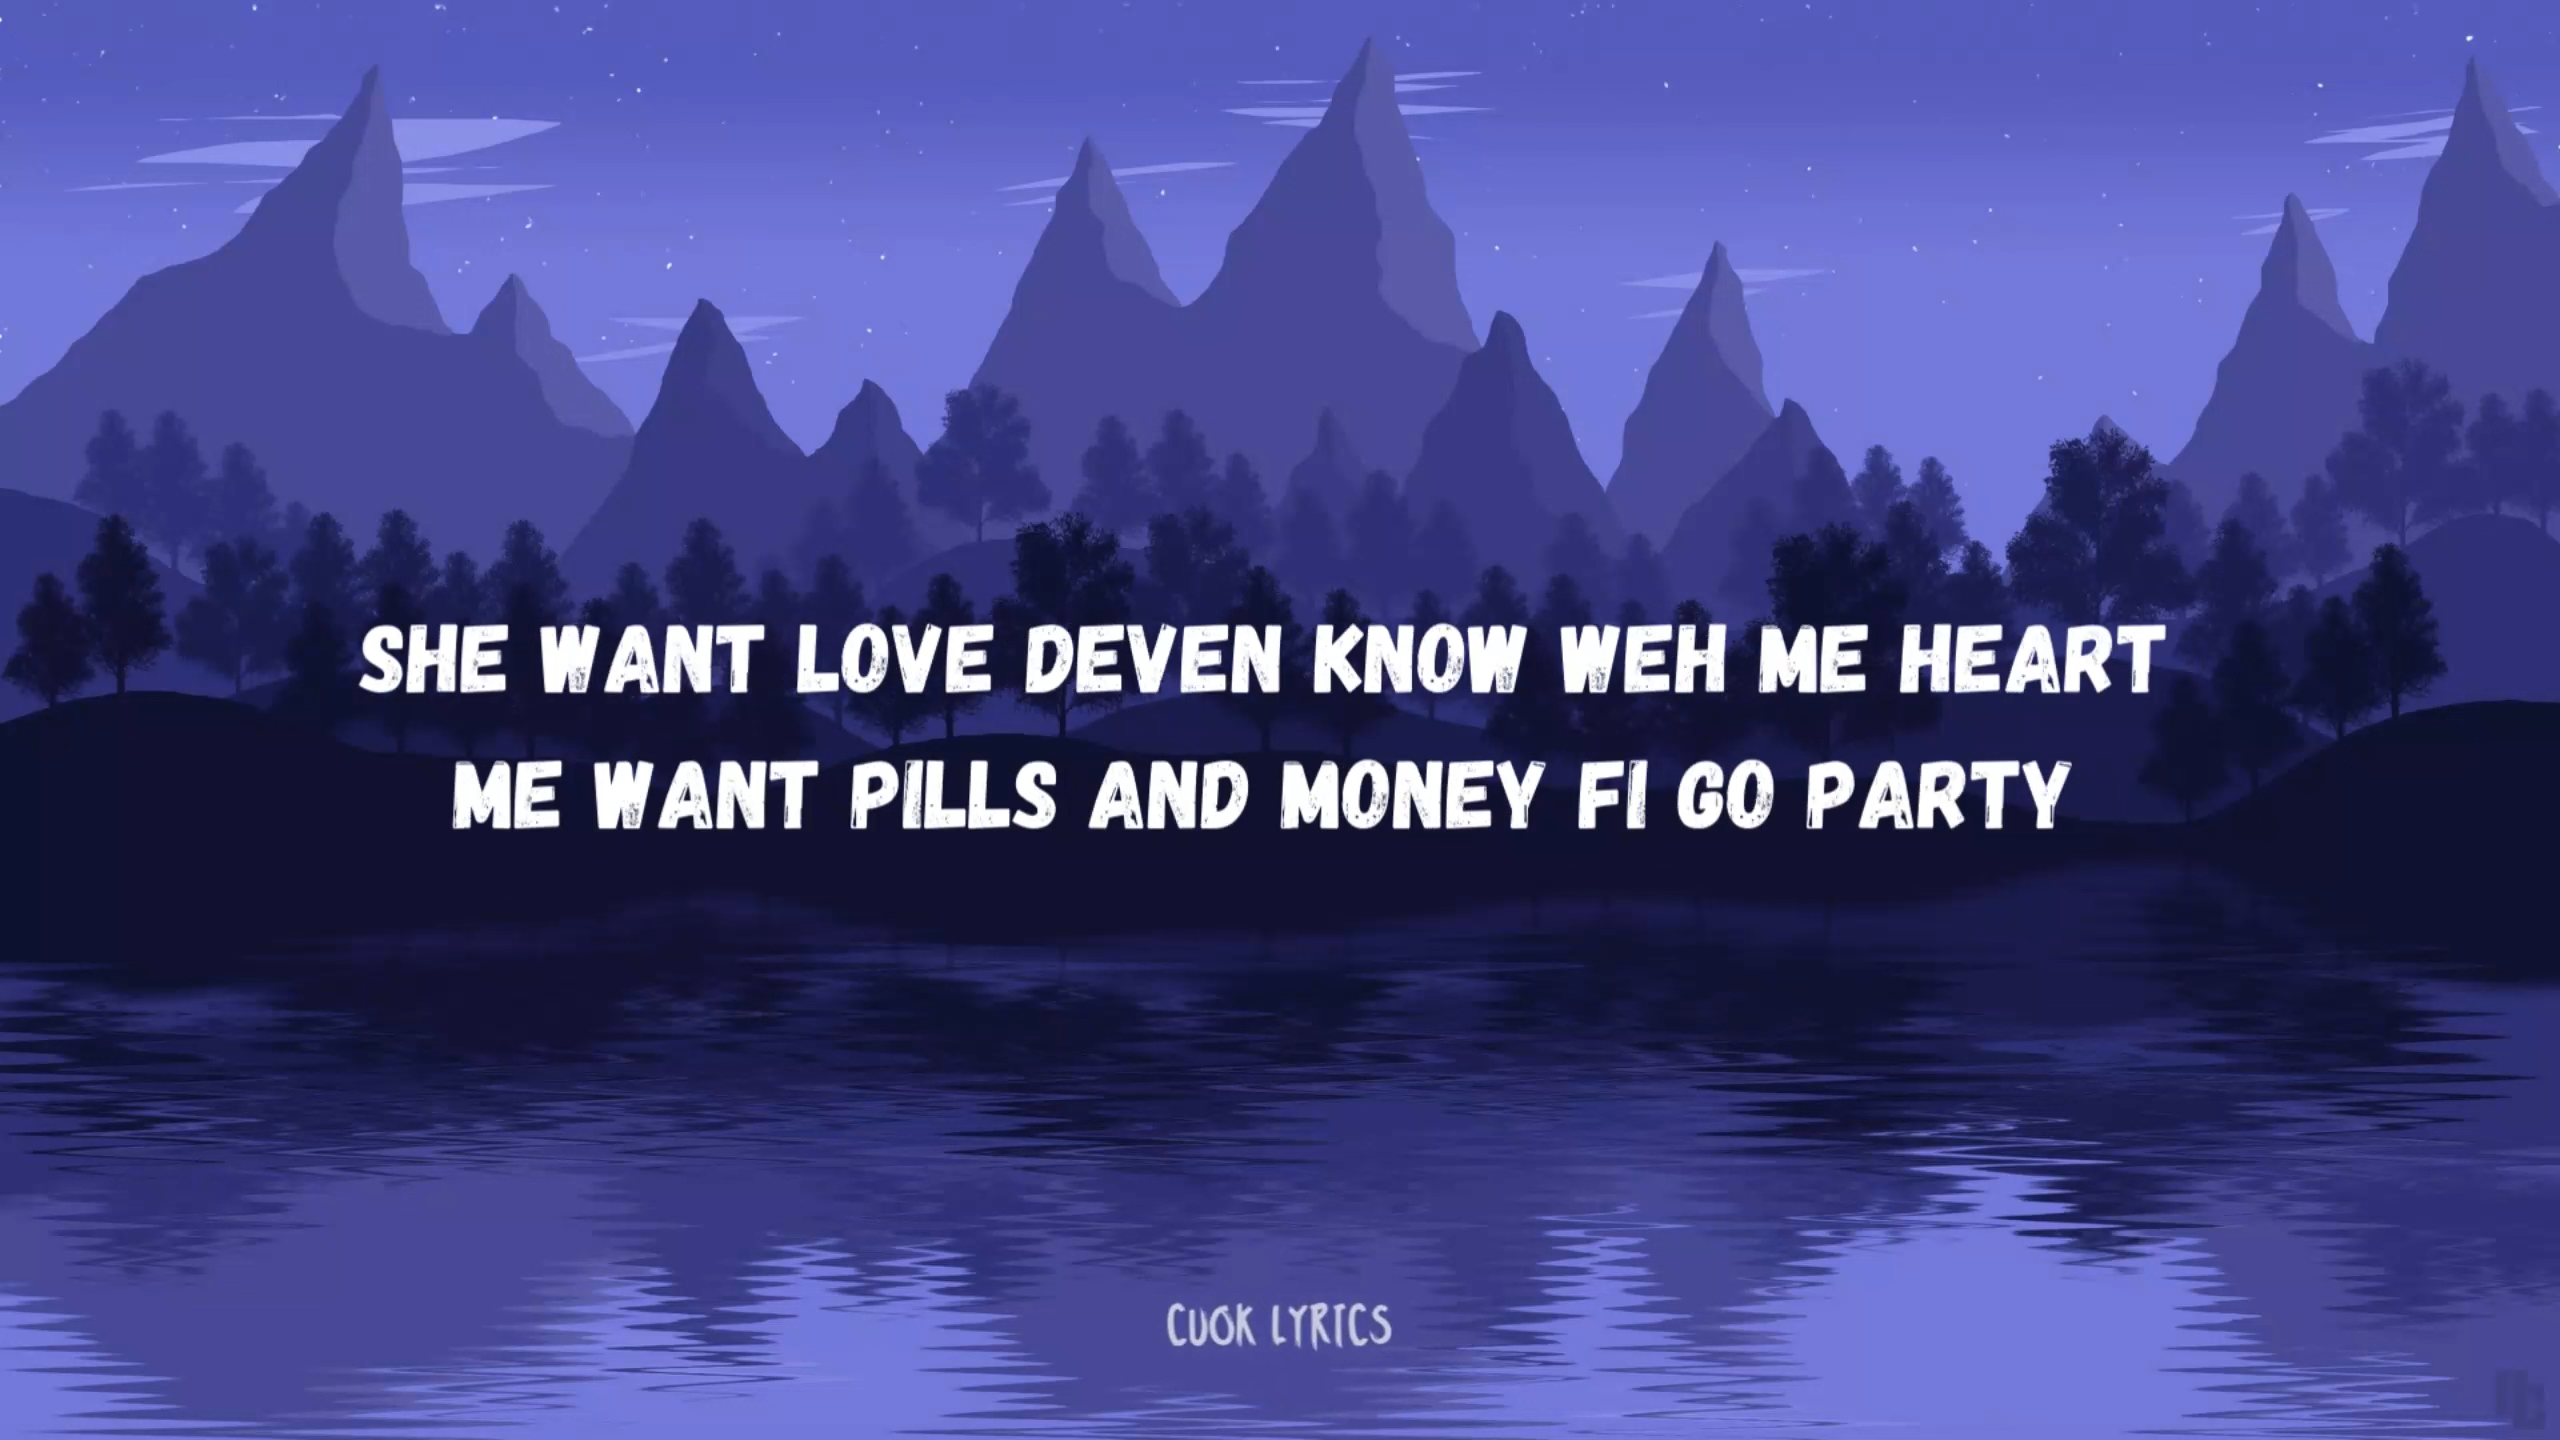 SHE WANT LOVE DEVEN KNOW WEH ME HEART
ME WANT PILLS AND MONEY FI GO PARTY
CUOK LYRICS